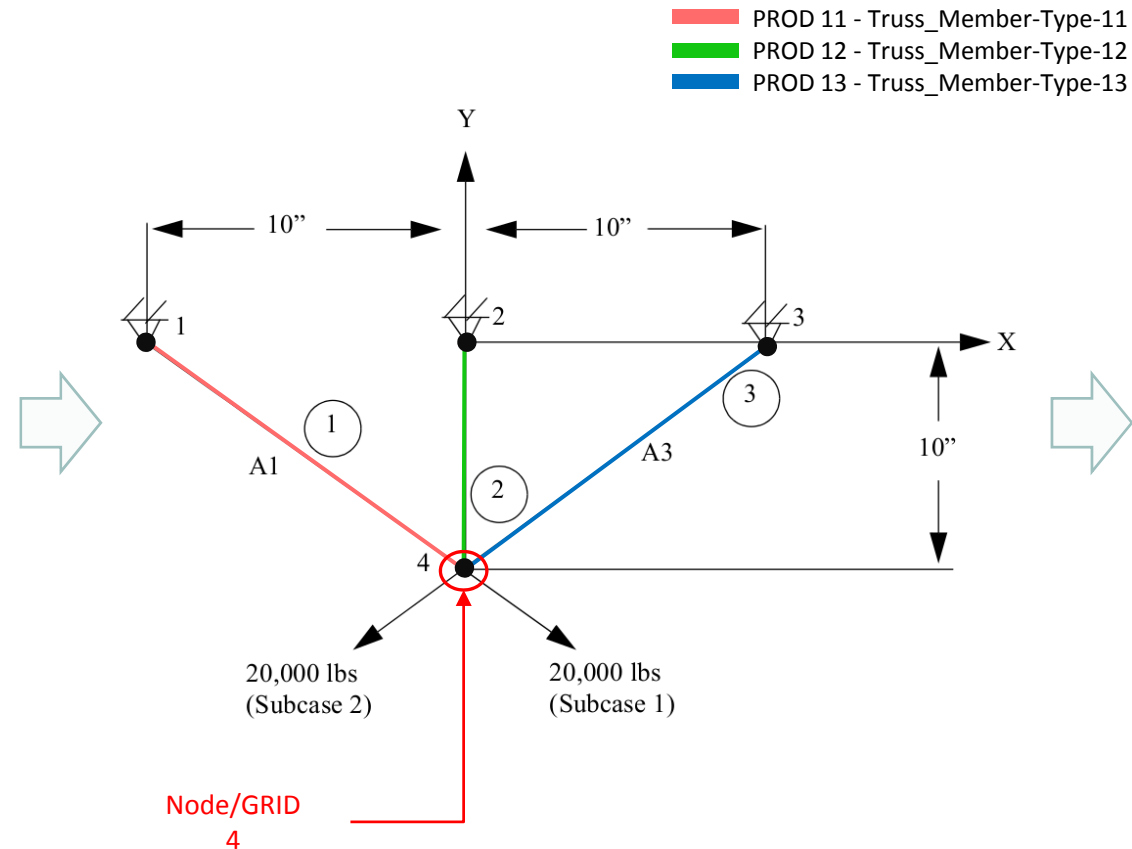 PROD 11 - Truss_Member-Type-11
PROD 12 - Truss_Member-Type-12
PROD 13 - Truss_Member-Type-13
Y
10”
10”
1
2
3
X
1
3
A1
A3
10”
2
4
20,000 lbs
(Subcase 2)
20,000 lbs
(Subcase 1)
Node/GRID
4